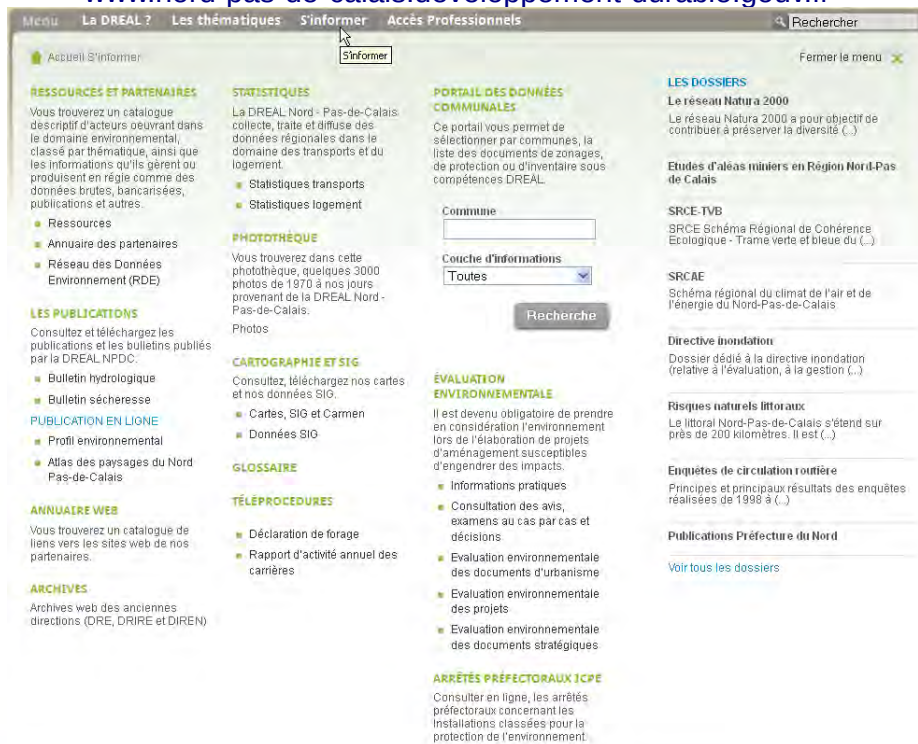 Menu La DREAL ? Les thématiques S'informer Accès Professionnels Rechercher
S'informer
Accueil S'informer
Fermer le menu
RESSOURCES ET PARTENAIRES
Vous trouverez un catalogue
descriptif d'acteurs oeuvrant dans
le domaine environnemental,
classé par thématique, ainsi que
les informations qu'ils gèrent ou
produisent en régie comme des
données brutes, bancarisées,
publications et autres.
Ressources
Annuaire des partenaires
Réseau des Données
Environnement (RDE)
LES PUBLICATIONS
Consultez et téléchargez les
publications et les bulletins publiés
par la DREAL NPDC.
Bulletin hydrologique
Bulletin sécheresse
PUBLICATION EN LIGNE
Profil environnemental
Atlas des paysages du Nord
Pas-de-Calais
ANNUAIRE WEB
Vous trouverez un catalogue de
liens vers les sites web de nos
partenaires.
ARCHIVES
Archives web des anciennes
directions (DRE, DRIRE et DIREN)
STATISTIQUES
La DREAL Nord - Pas-de-Calais
collecte, traite et diffuse des
données régionales dans le
domaine des transports et du
logement.
Statistiques transports
Statistiques logement
PHOTOTHÈQUE
Vous trouverez dans cette
photothèque, quelques 3000
photos de 1970 à nos jours
provenant de la DREAL Nord -
Pas-de-Calais.
Photos
CARTOGRAPHIE ET SIG
Consultez, téléchargez nos cartes
et nos données SIG.
Cartes, SIG et Carmen
Données SIG
GLOSSAIRE
TÉLÉPROCEDURES
Déclaration de forage
Rapport d'activité annuel des
carrières
PORTAIL DES DONNÉES
COMMUNALES
Ce portail vous permet de
sélectionner par communes, la
liste des documents de zonages,
de protection ou d'inventaire sous
compétences DREAL.
Commune
Couche d'informations
Toutes
Recherche
ÉVALUATION
ENVIRONNEMENTALE
Il est devenu obligatoire de prendre
en considération l'environnement
lors de l'élaboration de projets
d'aménagement susceptibles
d'engendrer des impacts.
Informations pratiques
Consultation des avis,
examens au cas par cas et
décisions
Evaluation environnementale
des documents d'urbanisme
Evaluation environnementale
des projets
Evaluation environnementale
des documents stratégiques
ARRÊTÉS PRÉFECTORAUX ICPE
Consulter en ligne, les arrêtés
préfectoraux concernant les
Installations classées pour la
protection de l'environnement
LES DOSSIERS
Le réseau Natura 2000
Le réseau Natura 2000 a pour objectif de
contribuer à préserver la diversité (...)
Etudes d'aléas miniers en Région Nord-Pas
de Calais
SRCE-TVB
SRCE Schéma Régional de Cohérence
Ecologique - Trame verte et bleue du (...)
SRCAE
Schéma régional du climat de l'air et de
l'énergie du Nord-Pas-de-Calais
Directive inondation
Dossier dédié à la directive inondation
(relative à l'évaluation, à la gestion (...)
Risques naturels littoraux
Le littoral Nord-Pas-de-Calais s'étend sur
près de 200 kilomètres. Il est (...)
Enquêtes de circulation routière
Principes et principaux résultats des enquêtes
réalisées de 1998 à (...)
Publications Préfecture du Nord
Voir tous les dossiers